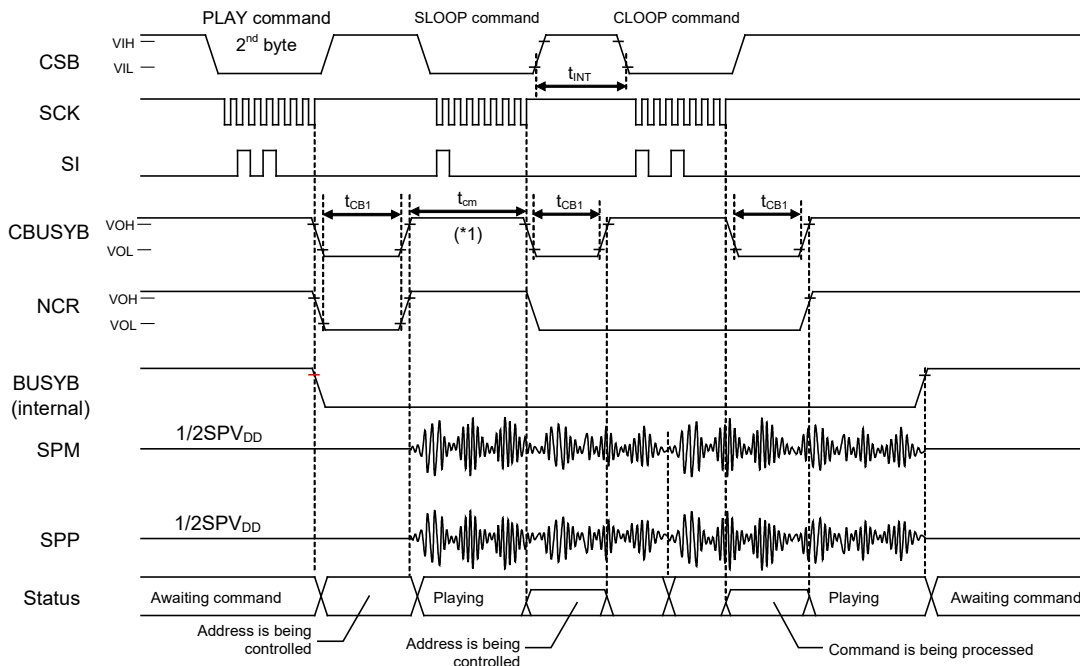 PLAY command
2nd byte
SLOOP command
CLOOP command
VIH
VIL
CSB
tINT
SCK
SI
tCB1
tcm
tCB1
tCB1
VOH
CBUSYB
(*1)
VOL
VOH
NCR
VOL
BUSYB
(internal)
1/2SPVDD
SPM
1/2SPVDD
SPP
Status
Awaiting command
Playing
Playing
Awaiting command
Address is being
controlled
Address is being
controlled
Command is being processed